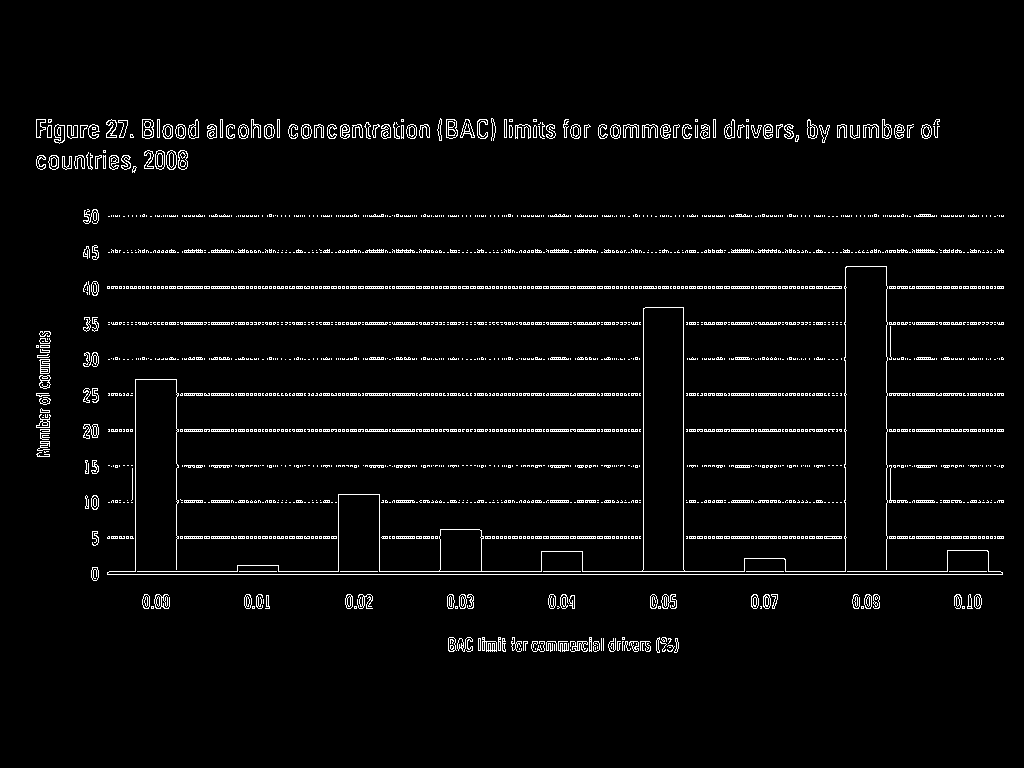 Figure 27. Blood alcohol concentration (BAC) limits for commercial drivers, by number of
countries, 2008
50
45
40
35
30
25
20
15
10
5
0
Number of countries
0.00 0.01 0.02 0.03 0.04 0.05 0.07 0.08 0.10
BAC limit for commercial drivers (%)